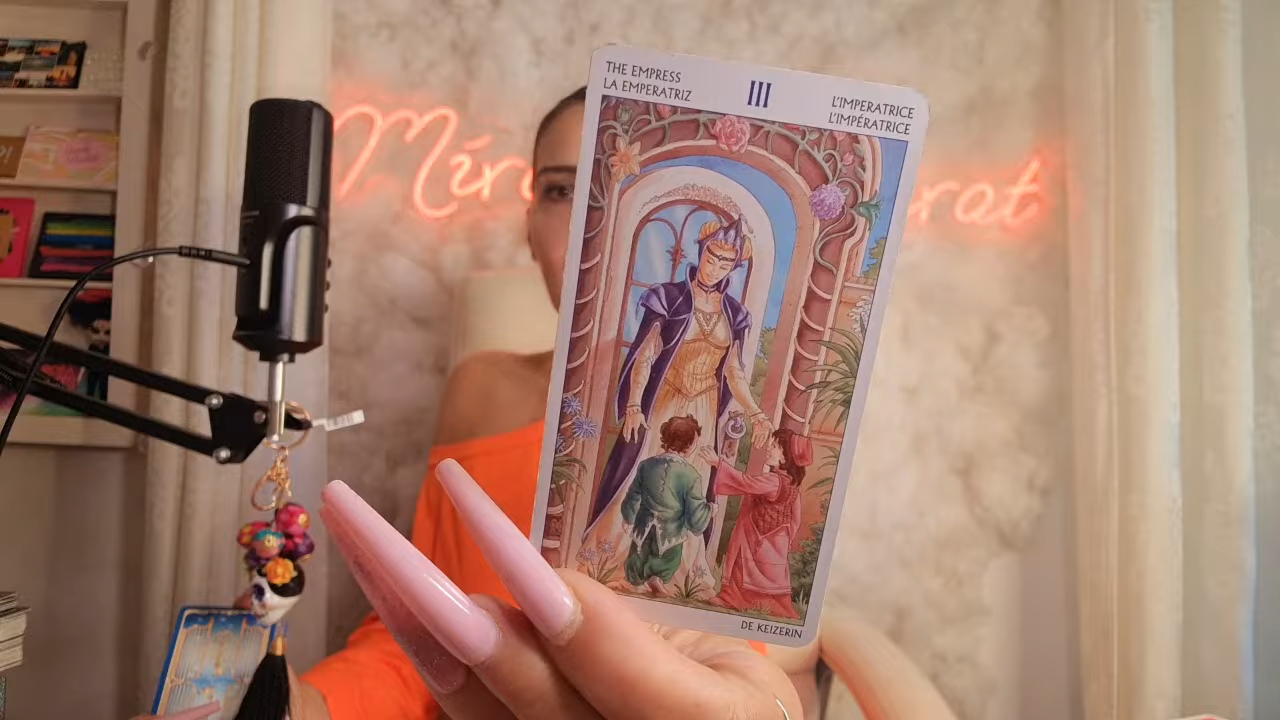 THE EMPRESS
LA EMPERATRIZ
III
L'IMPERATRICE
L'IMPÉRATRICE
DE KEIZERIN